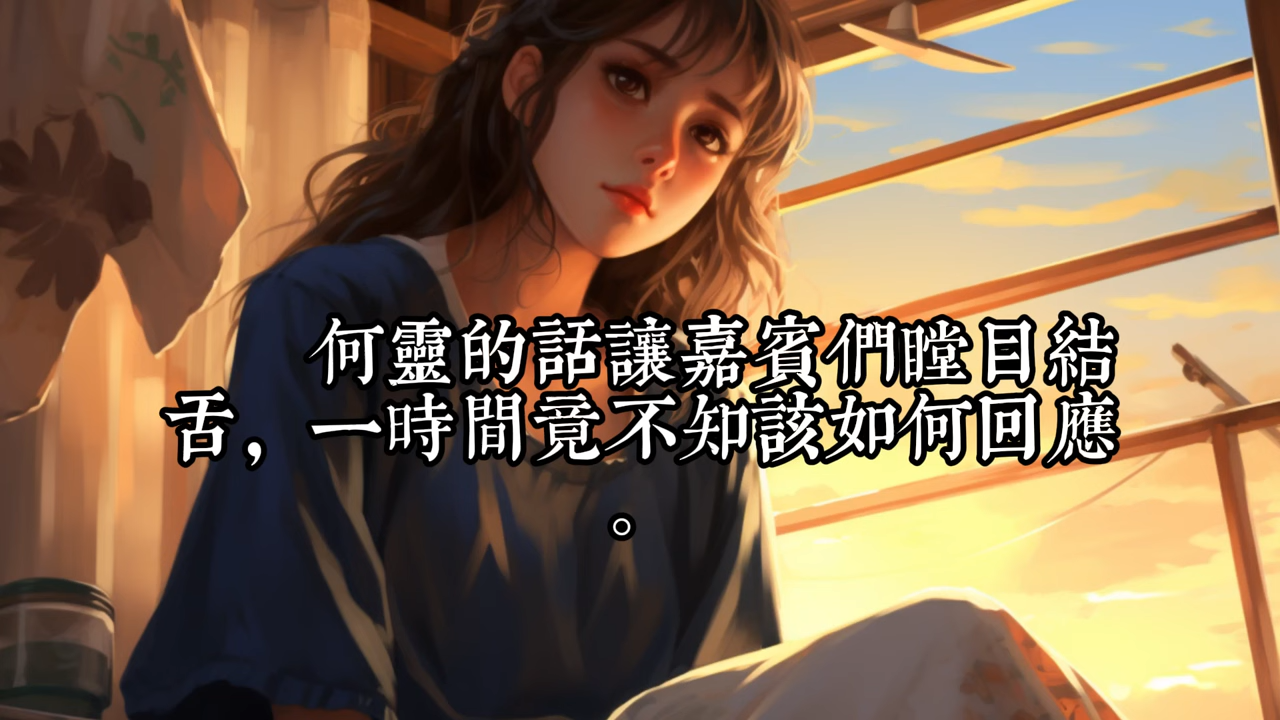 何靈的話讓嘉賓們瞠目結
舌，一時間竟不知該如何回應
。